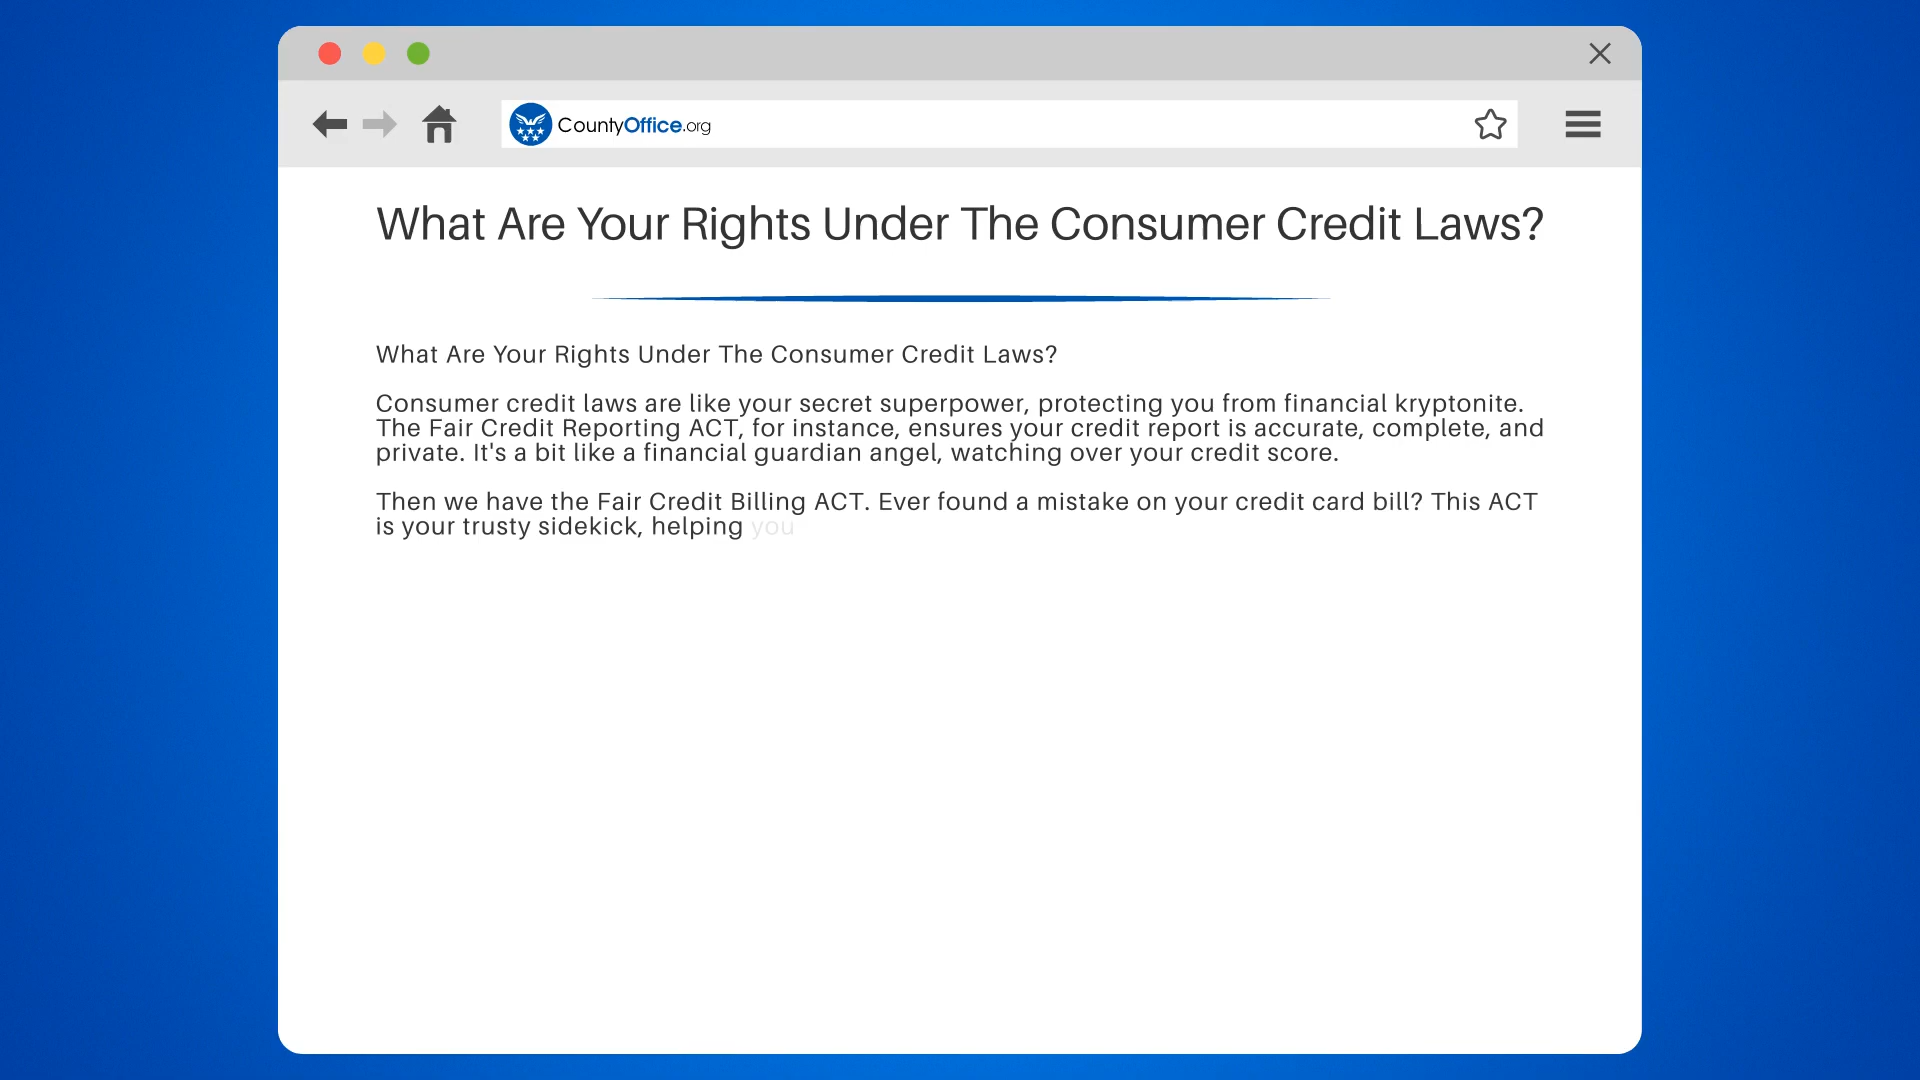 CountyOffice.org
What Are Your Rights Under The Consumer Credit Laws?
What Are Your Rights Under The Consumer Credit Laws?
Consumer credit laws are like your secret superpower, protecting you from financial kryptonite.
The Fair Credit Reporting ACT, for instance, ensures your credit report is accurate, complete, and
private. It's a bit like a financial guardian angel, watching over your credit score.
Then we have the Fair Credit Billing ACT. Ever found a mistake on your credit card bill? This ACT
is your trusty sidekick, helping you